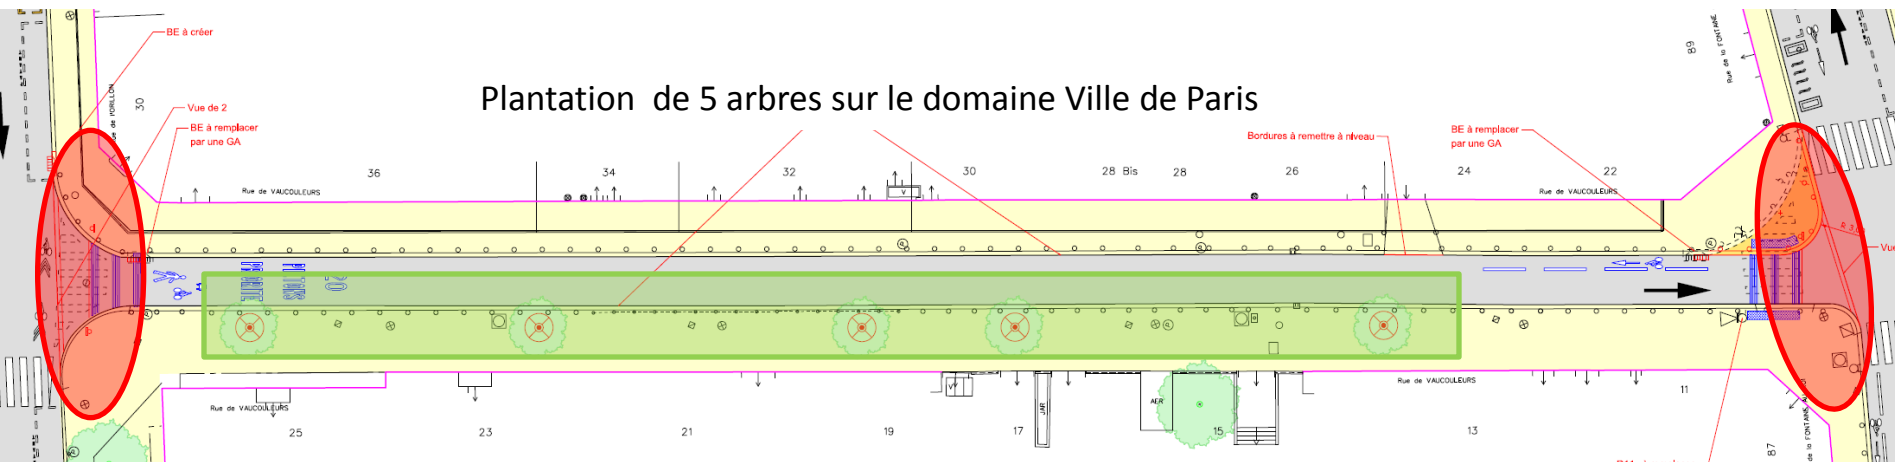 BE à créer
Plantation de 5 arbres sur le domaine Ville de Paris
Vue de 2
BE à remplacer
par une GA
Bordures à remettre à niveau
BE à remplacer
par une GA
Rue de la FONTAINE
89
30
36
34
32
30
28 Bis
28
26
24
22
Rue de VAUCOULEURS
Rue de VAUCOULEURS
V
Vue
V
JAR
AER
Rue de VAUCOULEURS
Rue de VAUCOULEURS
25
23
21
19
17
15
13
11
87